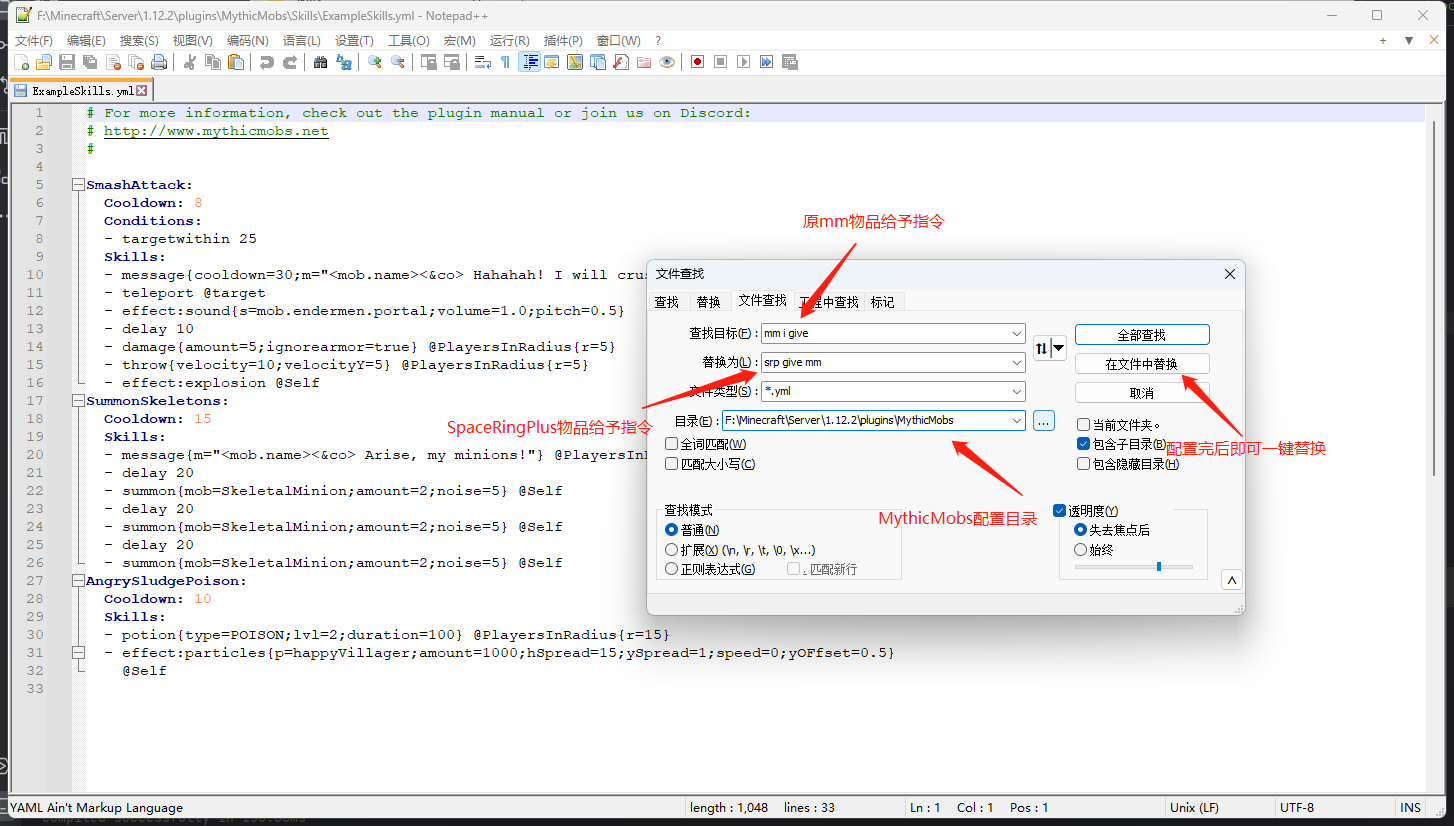 F:\Minecraft\Server\1.12.2\plugins\MythicMobs\Skills\ExampleSkills.yml - Notepad++
文件(F) 编辑(E) 搜索(S) 视图(V) 编码(N) 语言(L) 设置(T) 工具(O) 宏(M) 运行(R) 插件(P) 窗口(W) ?
ExampleSkills.yml
1 # For more information, check out the plugin manual or join us on Discord:
2 # http://www.mythicmobs.net
3 #
4
5 SmashAttack:
6 Cooldown: 8
7 Conditions:
8 - targetwithin 25
9 Skills:
10 - message{cooldown=30;m="<mob.name><&co> Hahahah! I will crus
11 - teleport @target
12 - effect:sound{s=mob.endermen.portal;volume=1.0;pitch=0.5}
13 - delay 10
14 - damage{amount=5;ignorearmor=true} @PlayersInRadius{r=5}
15 - throw{velocity=10;velocityY=5} @PlayersInRadius{r=5}
16 - effect:explosion @Self
17 SummonSkeletons:
18 Cooldown: 15
19 Skills:
20 - message{m="<mob.name><&co> Arise, my minions!"} @PlayersInR
21 - delay 20
22 - summon{mob=SkeletalMinion;amount=2;noise=5} @Self
23 - delay 20
24 - summon{mob=SkeletalMinion;amount=2;noise=5} @Self
25 - delay 20
26 - summon{mob=SkeletalMinion;amount=2;noise=5} @Self
27 AngrySludgePoison:
28 Cooldown: 10
29 Skills:
30 - potion{type=POISON;lvl=2;duration=100} @PlayersInRadius{r=15}
31 - effect:particles{p=happyVillager;amount=1000;hSpread=15;ySpread=1;speed=0;yOFfset=0.5}
32 @Self
33
原mm物品给予指令
文件查找
查找 替换 文件查找 工程中查找 标记
查找目标(F) : mm i give
全部查找
替换为(L) : srp give mm
在文件中替换
文件类型(S) : *.yml
取消
目录(E) : F:\Minecraft\Server\1.12.2\plugins\MythicMobs ...
SpaceRingPlus物品给予指令
当前文件夹。
全词匹配(W)
包含子目录(B)
配置完后即可一键替换
匹配大小写(C)
包含隐藏目录(H)
MythicMobs配置目录
查找模式
普通(N)
扩展(X) (\n, \r, \t, \0, \x...)
正则表达式(G) . 匹配新行
透明度(Y)
失去焦点后
始终
YAML Ain't Markup Language length : 1,048 lines : 33 Ln : 1 Col : 1 Pos : 1 Unix (LF) UTF-8 INS